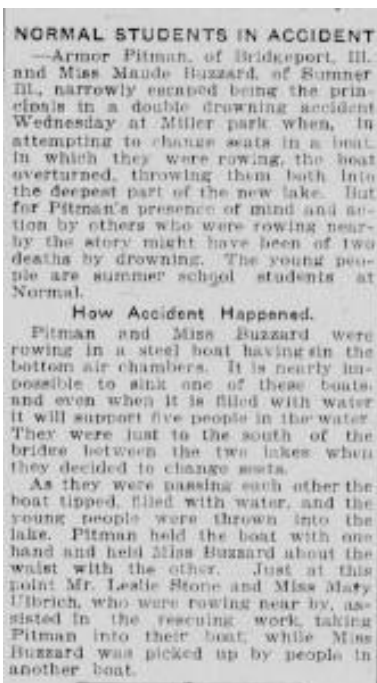 NORMAL STUDENTS IN ACCIDENT
—Armor Pitman, of Bridgeport, Ill.
and Miss Maude Buzzard, of Sumner
Ill., narrowly escaped being the prin-
cipals in a double drowning accident
Wednesday at Miller park when, in
attempting to change seats in a boat,
in which they were rowing, the boat
overturned, throwing them both into
the deepest part of the new lake. But
for Pitman's presence of mind and ac-
tion by others who were rowing near-
by the story might have been of two
deaths by drowning. The young peo-
ple are summer school students at
Normal.
How Accident Happened.
Pitman and Miss Buzzard were
rowing in a steel boat having sin the
bottom air chambers. It is nearly im-
possible to sink one of these boats,
and even when it is filled with water
it will support five people in the water
They were just to the south of the
bridge between the two lakes when
they decided to change seats.
As they were passing each other the
boat tipped, filled with water, and the
young people were thrown into the
lake. Pitman held the boat with one
hand and held Miss Buzzard about the
waist with the other. Just at this
point Mr. Leslie Stone and Miss Mary
Ulbrich, who were rowing near by, as-
sisted in the rescuing work, taking
Pitman into their boat, while Miss
Buzzard was picked up by people in
another boat.